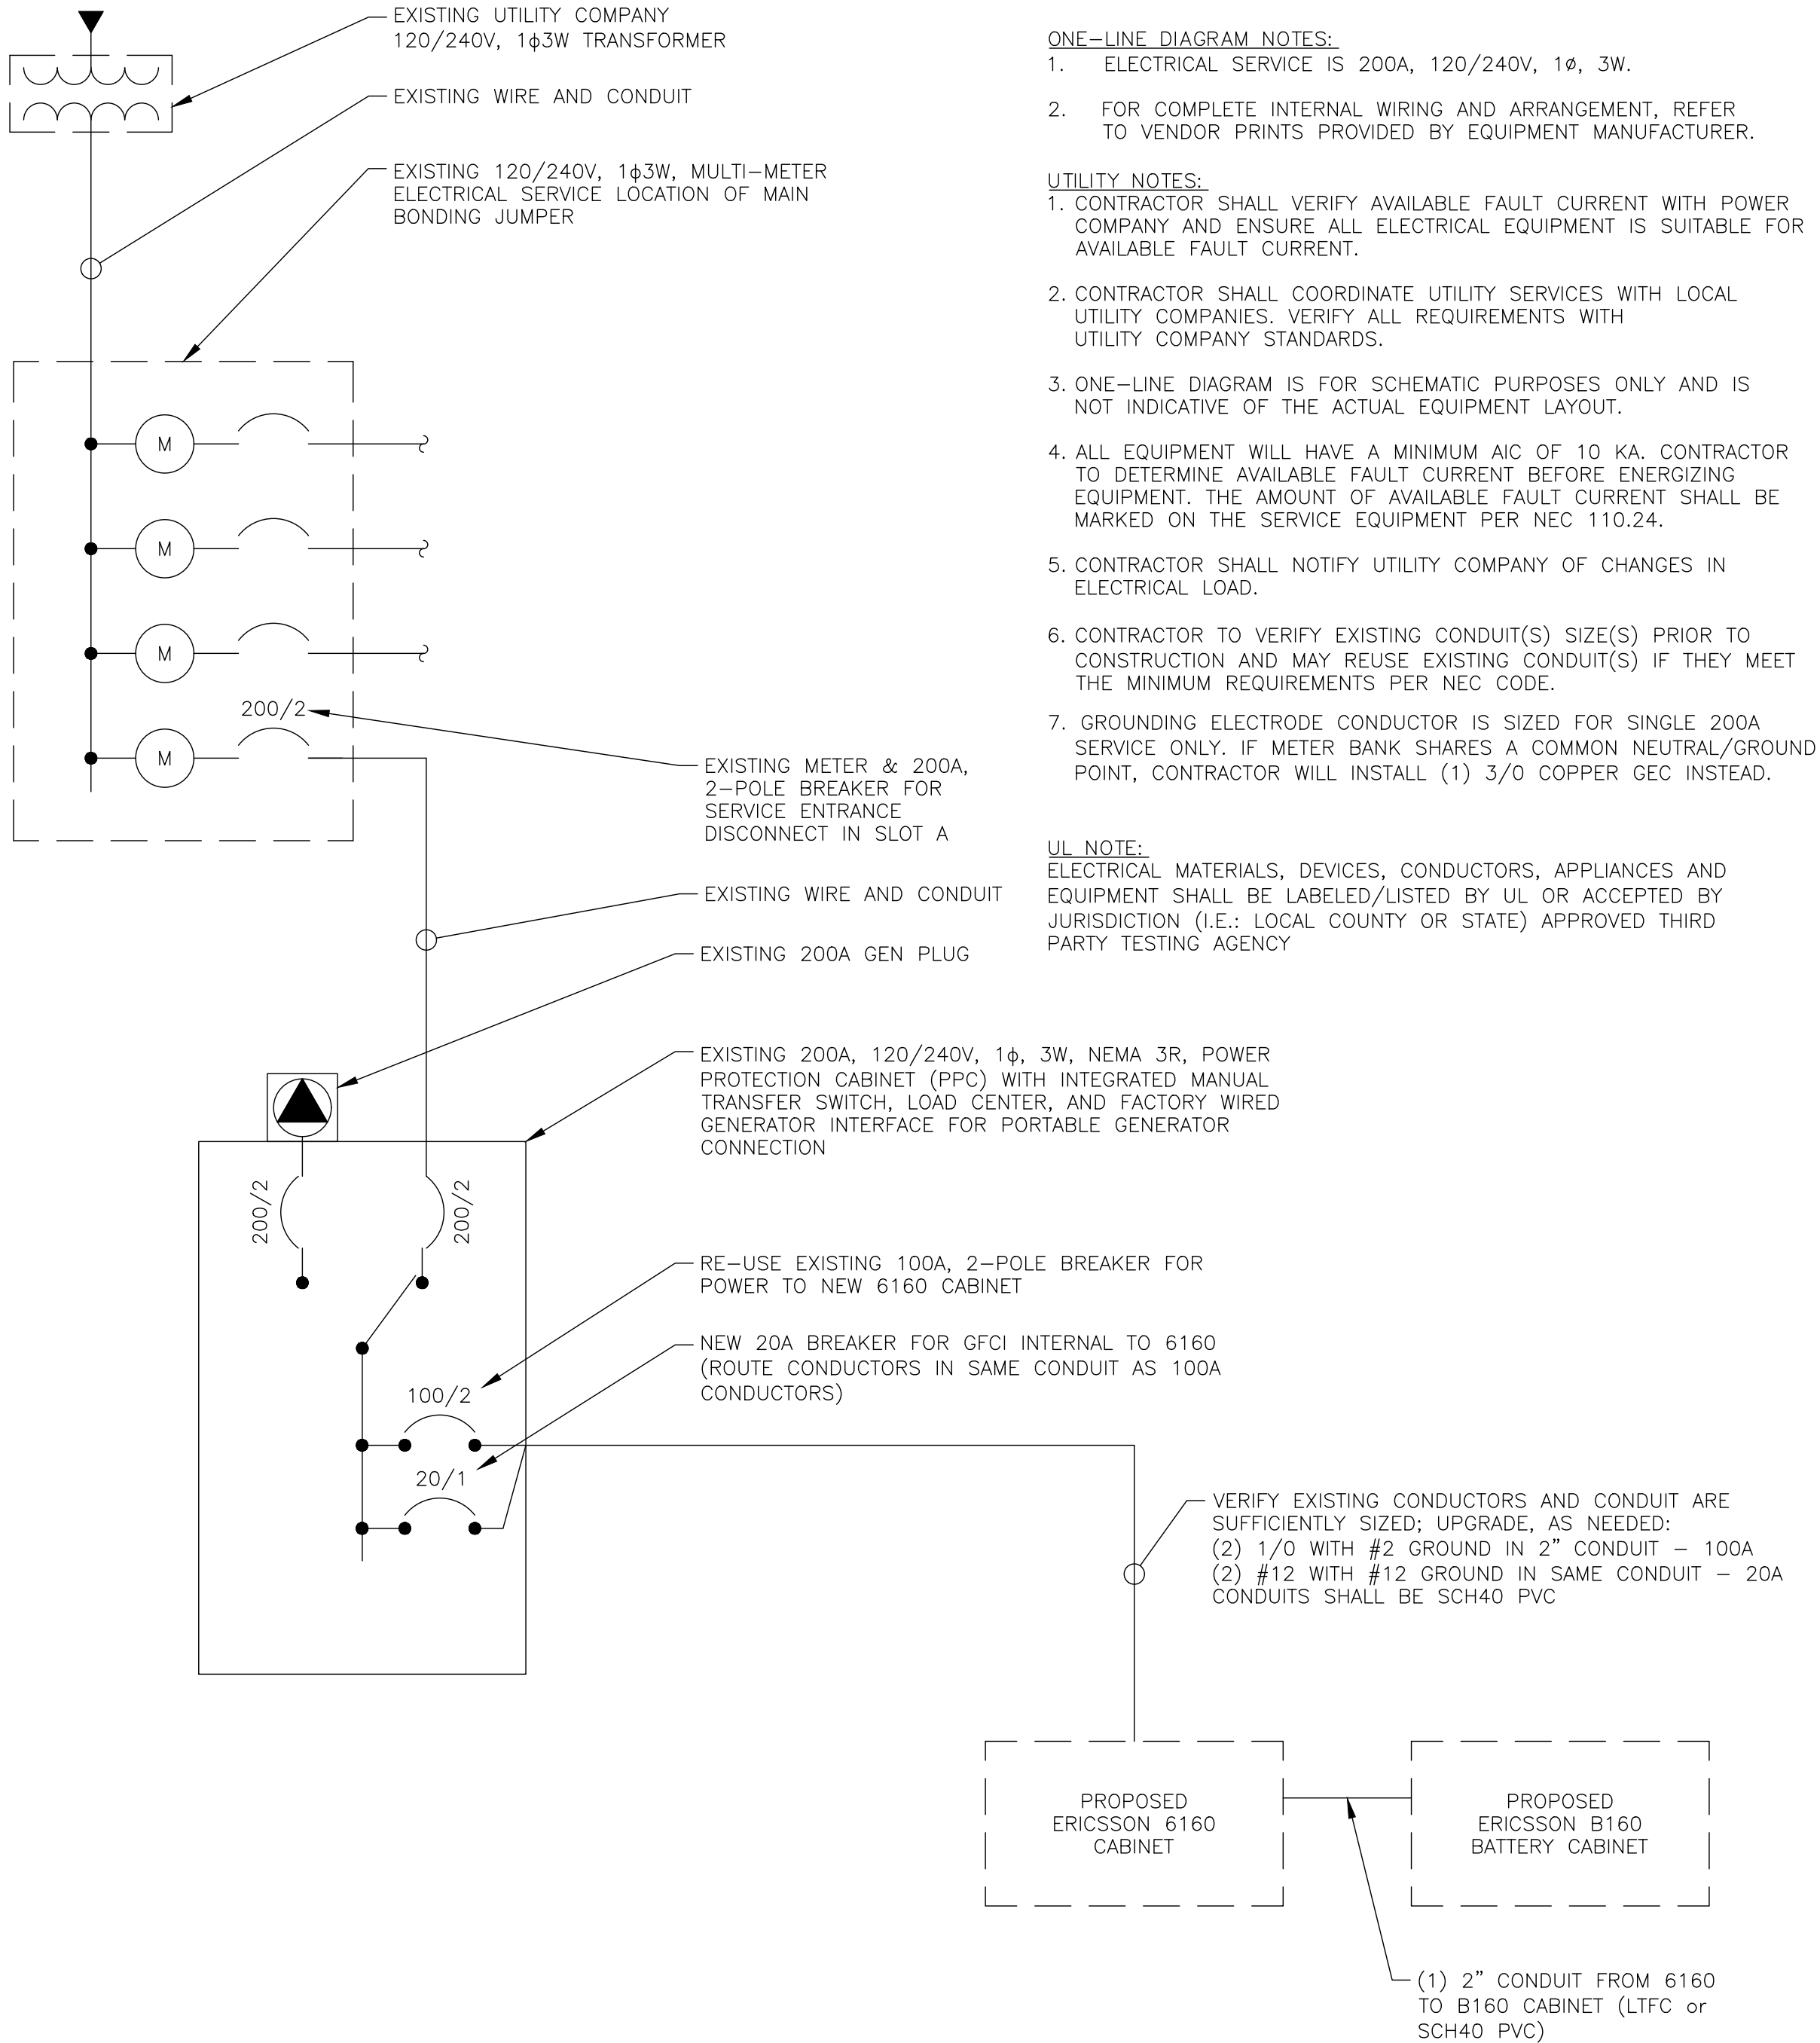 EXISTING UTILITY COMPANY
120/240V, 1ϕ3W TRANSFORMER
EXISTING WIRE AND CONDUIT
EXISTING 120/240V, 1ϕ3W, MULTI-METER
ELECTRICAL SERVICE LOCATION OF MAIN
BONDING JUMPER
M
M
M
200/2
M
EXISTING METER & 200A,
2-POLE BREAKER FOR
SERVICE ENTRANCE
DISCONNECT IN SLOT A
EXISTING WIRE AND CONDUIT
EXISTING 200A GEN PLUG
EXISTING 200A, 120/240V, 1ϕ, 3W, NEMA 3R, POWER
PROTECTION CABINET (PPC) WITH INTEGRATED MANUAL
TRANSFER SWITCH, LOAD CENTER, AND FACTORY WIRED
GENERATOR INTERFACE FOR PORTABLE GENERATOR
CONNECTION
200/2
200/2
RE-USE EXISTING 100A, 2-POLE BREAKER FOR
POWER TO NEW 6160 CABINET
NEW 20A BREAKER FOR GFCI INTERNAL TO 6160
(ROUTE CONDUCTORS IN SAME CONDUIT AS 100A
CONDUCTORS)
100/2
20/1
VERIFY EXISTING CONDUCTORS AND CONDUIT ARE
SUFFICIENTLY SIZED; UPGRADE, AS NEEDED:
(2) 1/0 WITH #2 GROUND IN 2" CONDUIT - 100A
(2) #12 WITH #12 GROUND IN SAME CONDUIT - 20A
CONDUITS SHALL BE SCH40 PVC
PROPOSED
ERICSSON 6160
CABINET
PROPOSED
ERICSSON B160
BATTERY CABINET
(1) 2" CONDUIT FROM 6160
TO B160 CABINET (LTFC or
SCH40 PVC)
ONE-LINE DIAGRAM NOTES:
1. ELECTRICAL SERVICE IS 200A, 120/240V, 1ø, 3W.
2. FOR COMPLETE INTERNAL WIRING AND ARRANGEMENT, REFER
TO VENDOR PRINTS PROVIDED BY EQUIPMENT MANUFACTURER.
UTILITY NOTES:
1. CONTRACTOR SHALL VERIFY AVAILABLE FAULT CURRENT WITH POWER
COMPANY AND ENSURE ALL ELECTRICAL EQUIPMENT IS SUITABLE FOR
AVAILABLE FAULT CURRENT.
2. CONTRACTOR SHALL COORDINATE UTILITY SERVICES WITH LOCAL
UTILITY COMPANIES. VERIFY ALL REQUIREMENTS WITH
UTILITY COMPANY STANDARDS.
3. ONE-LINE DIAGRAM IS FOR SCHEMATIC PURPOSES ONLY AND IS
NOT INDICATIVE OF THE ACTUAL EQUIPMENT LAYOUT.
4. ALL EQUIPMENT WILL HAVE A MINIMUM AIC OF 10 KA. CONTRACTOR
TO DETERMINE AVAILABLE FAULT CURRENT BEFORE ENERGIZING
EQUIPMENT. THE AMOUNT OF AVAILABLE FAULT CURRENT SHALL BE
MARKED ON THE SERVICE EQUIPMENT PER NEC 110.24.
5. CONTRACTOR SHALL NOTIFY UTILITY COMPANY OF CHANGES IN
ELECTRICAL LOAD.
6. CONTRACTOR TO VERIFY EXISTING CONDUIT(S) SIZE(S) PRIOR TO
CONSTRUCTION AND MAY REUSE EXISTING CONDUIT(S) IF THEY MEET
THE MINIMUM REQUIREMENTS PER NEC CODE.
7. GROUNDING ELECTRODE CONDUCTOR IS SIZED FOR SINGLE 200A
SERVICE ONLY. IF METER BANK SHARES A COMMON NEUTRAL/GROUND
POINT, CONTRACTOR WILL INSTALL (1) 3/0 COPPER GEC INSTEAD.
UL NOTE:
ELECTRICAL MATERIALS, DEVICES, CONDUCTORS, APPLIANCES AND
EQUIPMENT SHALL BE LABELED/LISTED BY UL OR ACCEPTED BY
JURISDICTION (I.E.: LOCAL COUNTY OR STATE) APPROVED THIRD
PARTY TESTING AGENCY